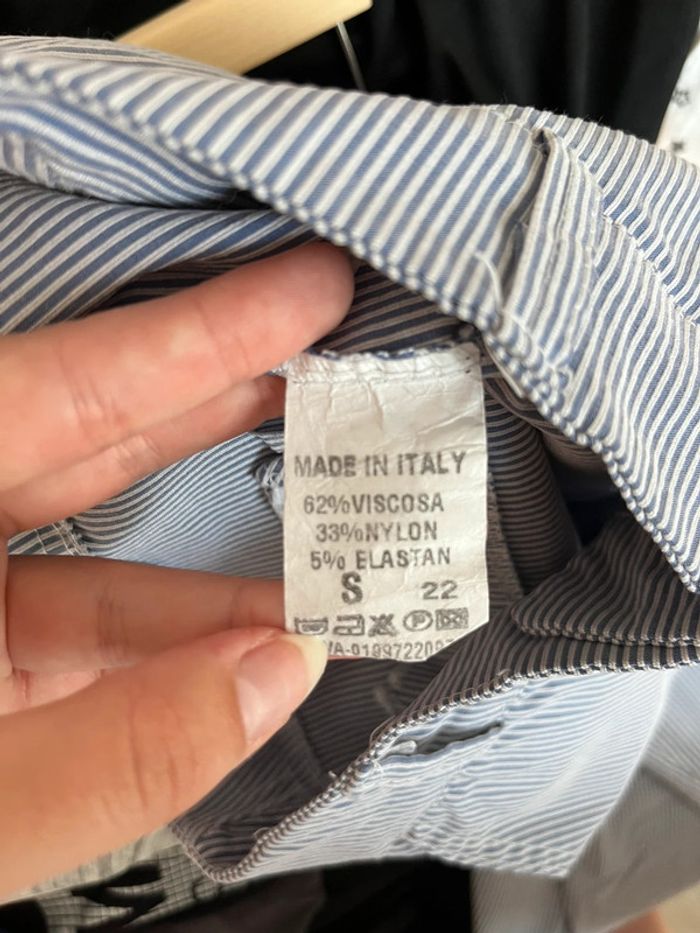 MADE IN ITALY
62%VISCOSA
33%NYLON
5% ELASTAN
S 22